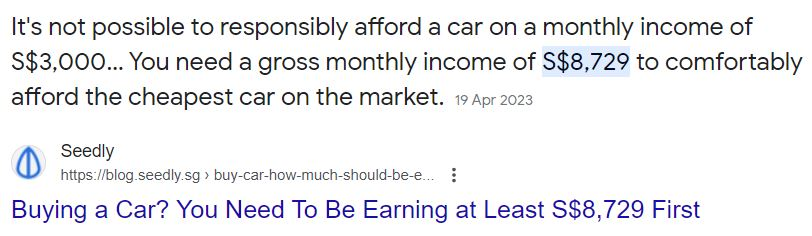 It's not possible to responsibly afford a car on a monthly income of
S$3,000... You need a gross monthly income of S$8,729 to comfortably
afford the cheapest car on the market. 19 Apr 2023
Seedly
https://blog.seedly.sg › buy-car-how-much-should-be-e...
Buying a Car? You Need To Be Earning at Least S$8,729 First